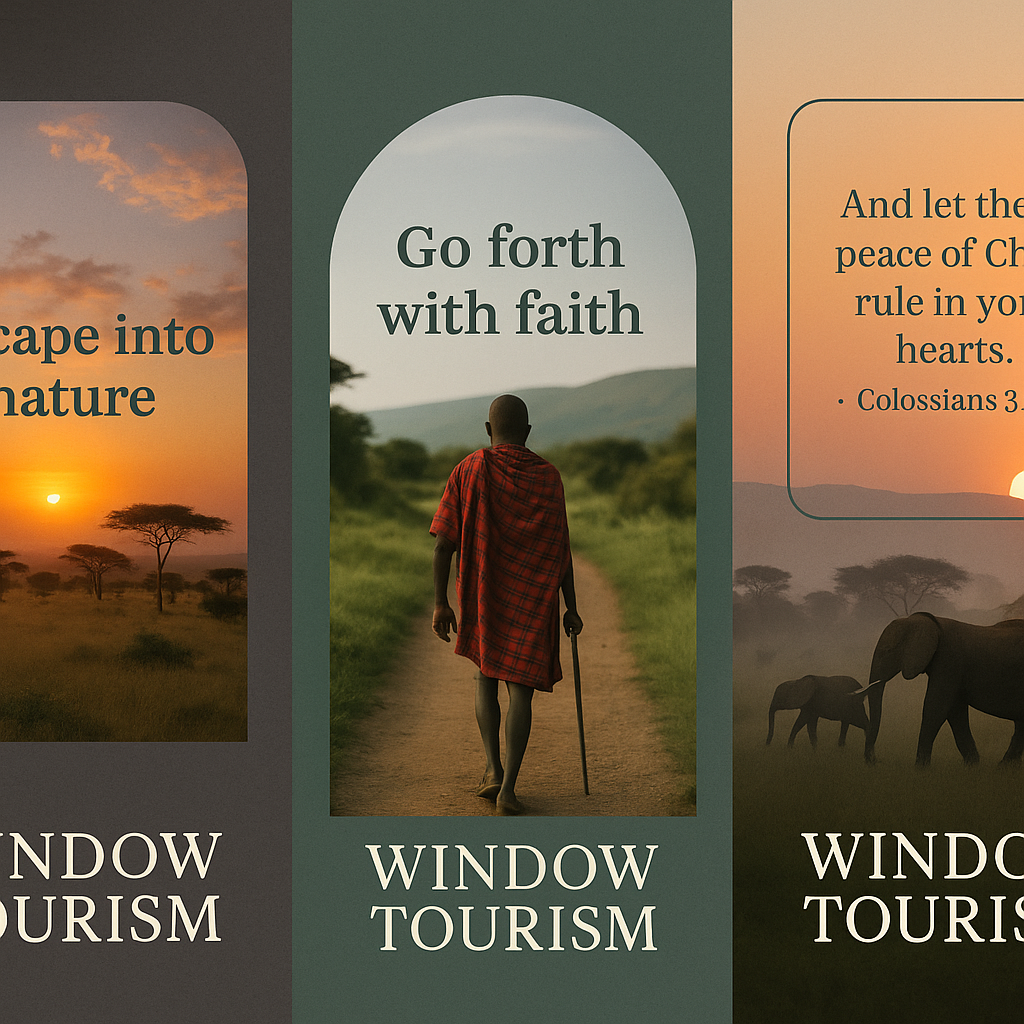 cape into
nature
NDOW
OURISM
Go forth
with faith
WINDOW
TOURISM
And let the
peace of Ch
rule in yo
hearts.
· Colossians 3
WINDO
TOURIS